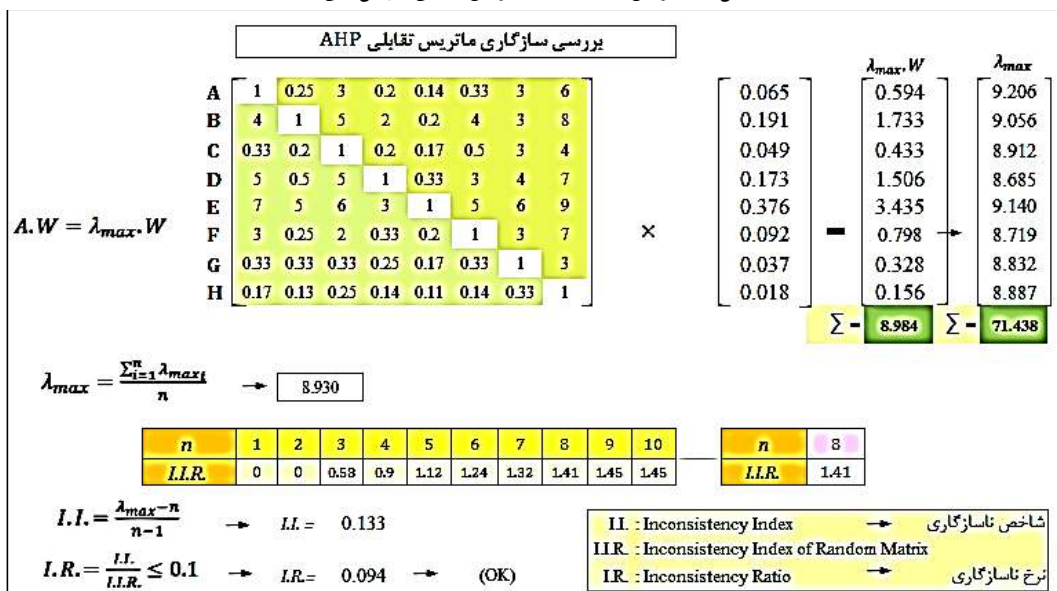 بررسی سازگاری ماتریس تقابلی AHP
λmax.W λmax
A 1 0.25 3 0.2 0.14 0.33 3 6 0.065 0.594 9.206
B 4 1 5 2 0.2 4 3 8 0.191 1.733 9.056
C 0.33 0.2 1 0.2 0.17 0.5 3 4 0.049 0.433 8.912
D 5 0.5 5 1 0.33 3 4 7 0.173 1.506 8.685
A.W = λmax.W E 7 5 6 3 1 5 6 9 0.376 3.435 9.140
F 3 0.25 2 0.33 0.2 1 3 7 × 0.092 = 0.798 → 8.719
G 0.33 0.33 0.33 0.25 0.17 0.33 1 3 0.037 0.328 8.832
H 0.17 0.13 0.25 0.14 0.11 0.14 0.33 1 0.018 0.156 8.887
∑ = 8.984 ∑ = 71.438
λmax = ∑ⁿi=1 λmaxi / n → 8.930
n 1 2 3 4 5 6 7 8 9 10 n 8
I.I.R. 0 0 0.58 0.9 1.12 1.24 1.32 1.41 1.45 1.45 I.I.R. 1.41
I.I. = λmax−n / n−1 → I.I. = 0.133
I.R. = I.I. / I.I.R. ≤ 0.1 → I.R. = 0.094 → (OK)
I.I. : Inconsistency Index → شاخص ناسازگاری
I.I.R. : Inconsistency Index of Random Matrix
I.R. : Inconsistency Ratio → نرخ ناسازگاری